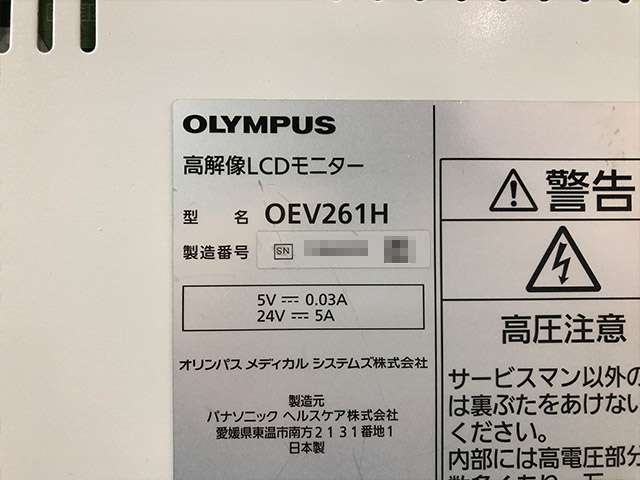 OLYMPUS
高解像LCDモニター
型 名 OEV261H
製造番号 SN
5V⎓0.03A
24V⎓5A
オリンパス メディカル システムズ株式会社
製造元
パナソニック ヘルスケア株式会社
愛媛県東温市南方2131番地1
日本製
警告
高圧注意
サービスマン以外の
は裏ぶたをあけない
ください。
内部には高電圧部分